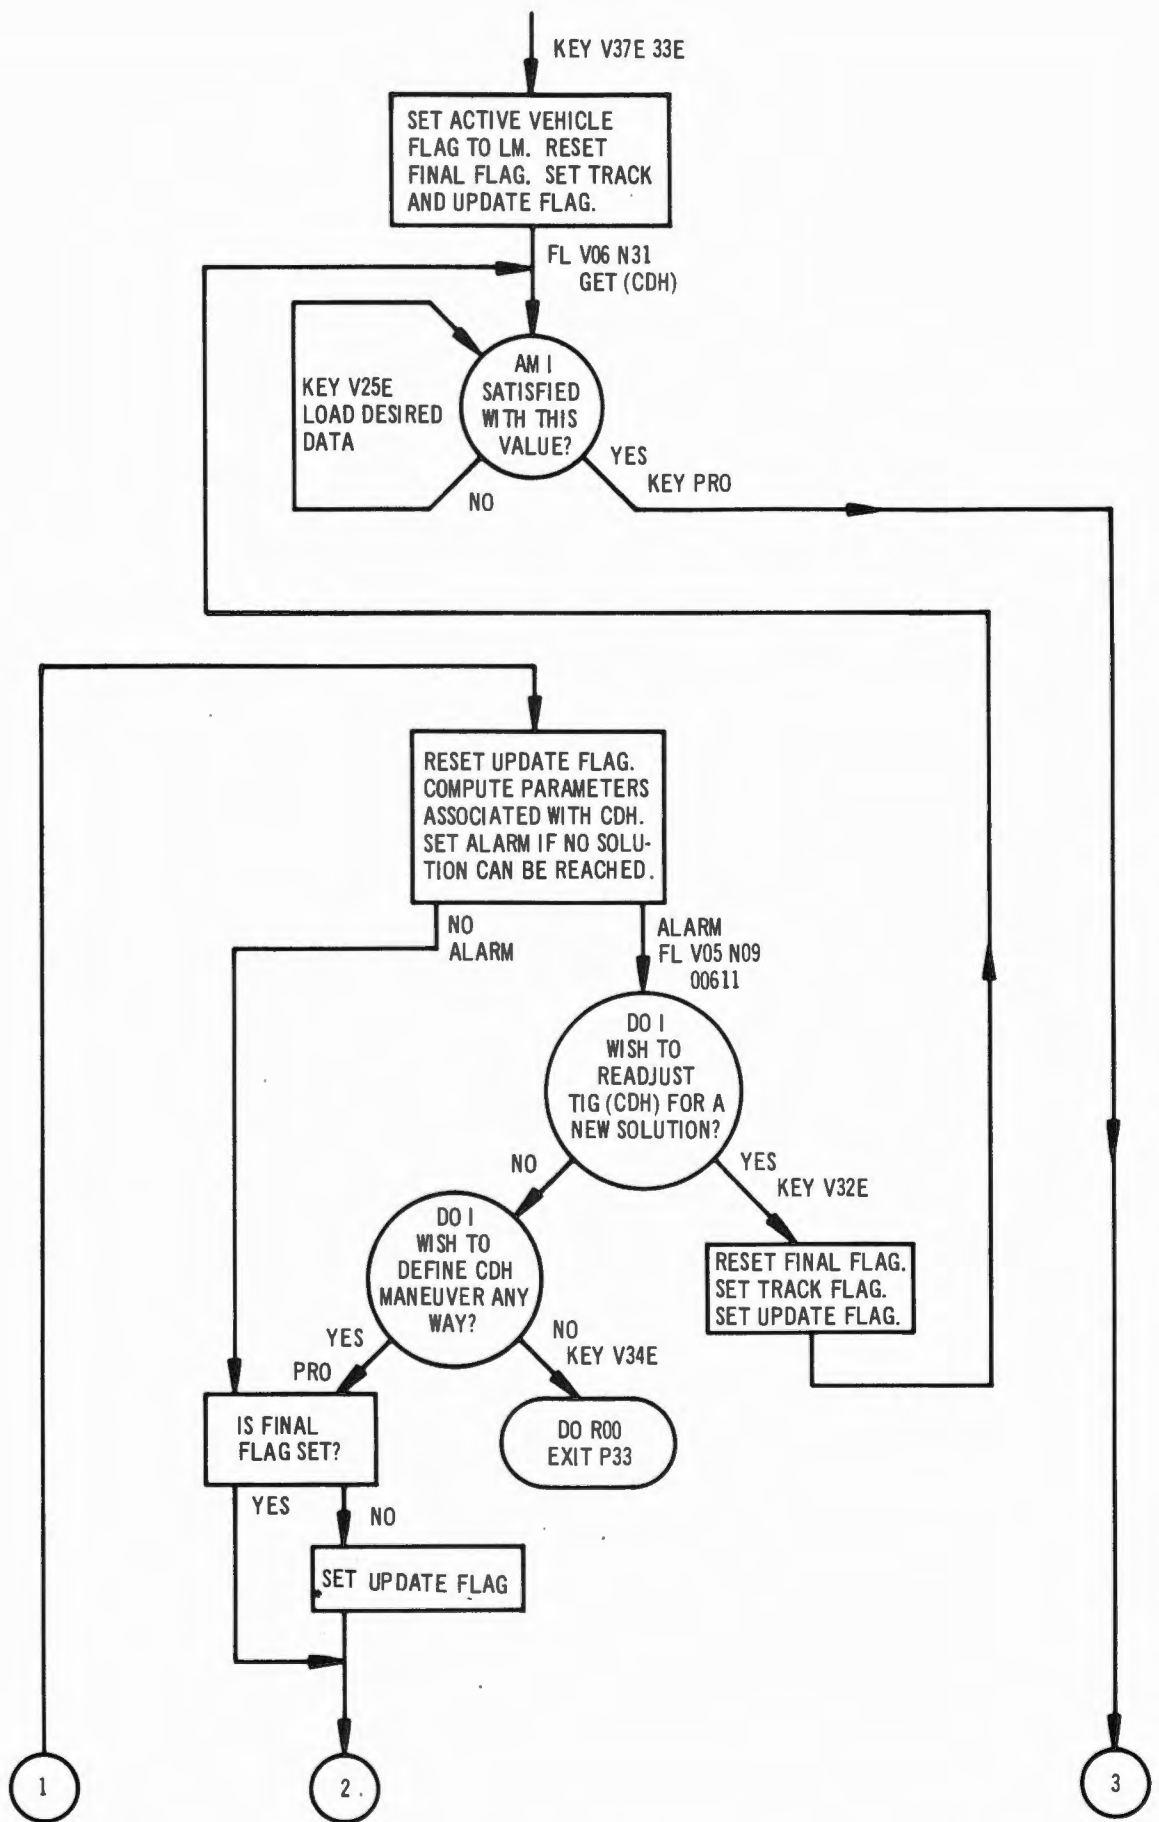 KEY V37E 33E
SET ACTIVE VEHICLE
FLAG TO LM. RESET
FINAL FLAG. SET TRACK
AND UPDATE FLAG.
FL V06 N31
GET (CDH)
AM I
SATISFIED
WITH THIS
VALUE?
KEY V25E
LOAD DESIRED
DATA
NO
YES
KEY PRO
RESET UPDATE FLAG.
COMPUTE PARAMETERS
ASSOCIATED WITH CDH.
SET ALARM IF NO SOLU-
TION CAN BE REACHED.
NO
ALARM
ALARM
FL V05 N09
00611
DO I
WISH TO
READJUST
TIG (CDH) FOR A
NEW SOLUTION?
NO
YES
KEY V32E
DO I
WISH TO
DEFINE CDH
MANEUVER ANY
WAY?
RESET FINAL FLAG.
SET TRACK FLAG.
SET UPDATE FLAG.
YES
PRO
NO
KEY V34E
IS FINAL
FLAG SET?
DO R00
EXIT P33
YES
NO
SET UPDATE FLAG
1
2
3